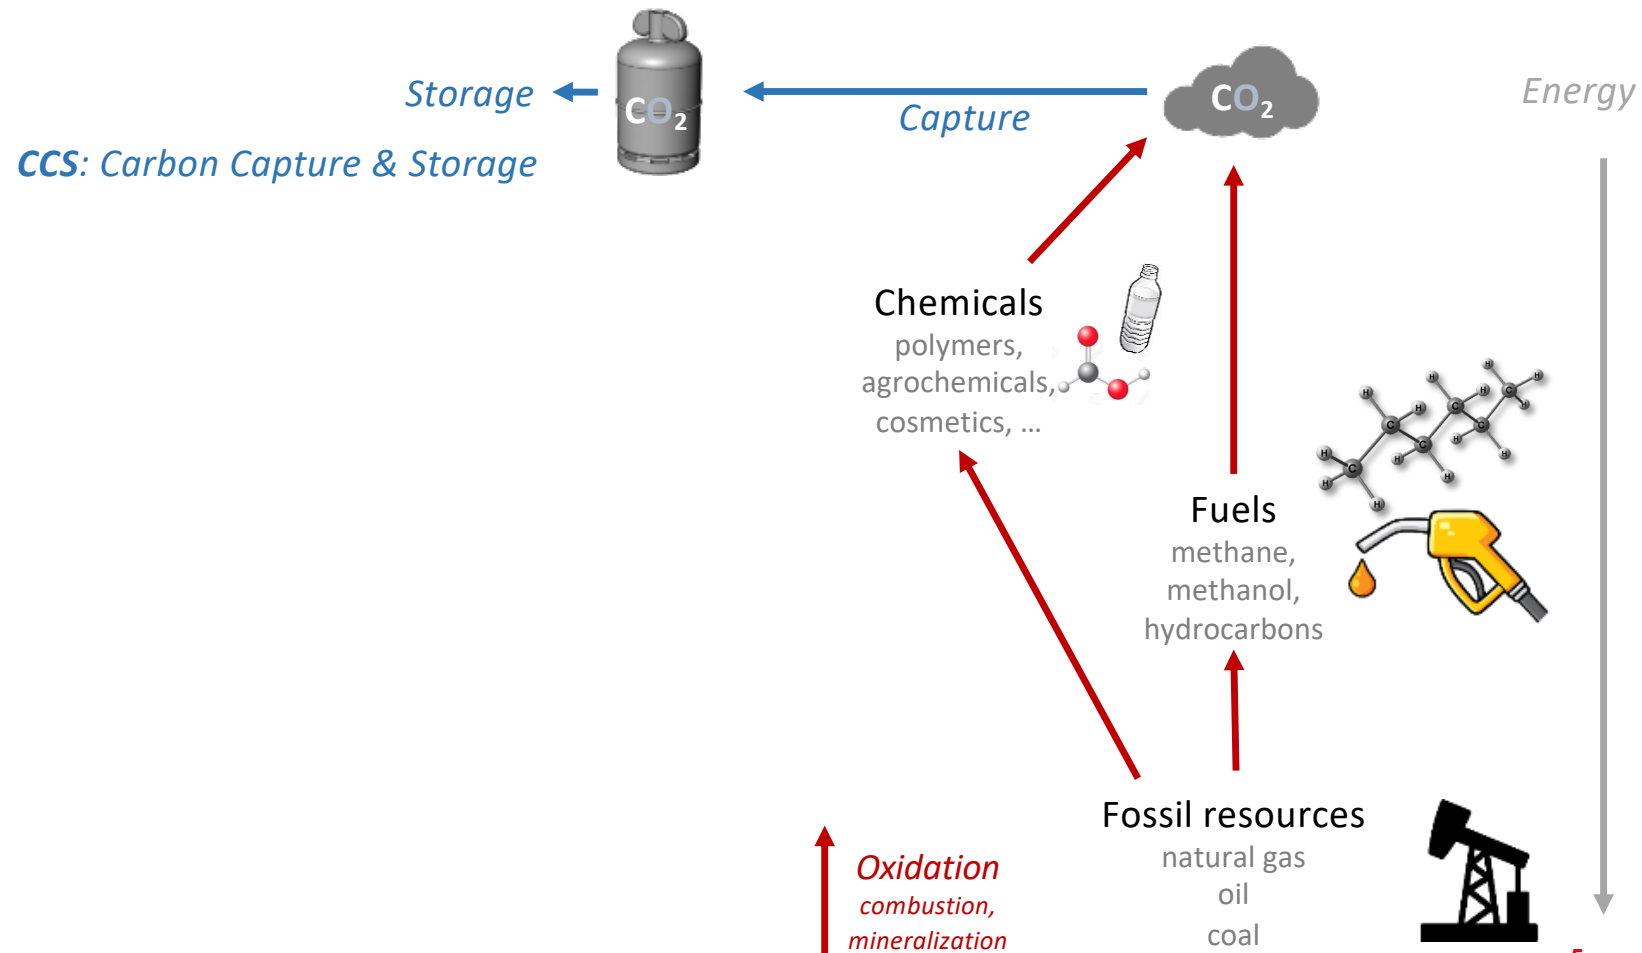 Storage
CO2
Capture
CO2
Energy
CCS: Carbon Capture & Storage
Chemicals
polymers,
agrochemicals,
cosmetics, ...
Fuels
methane,
methanol,
hydrocarbons
Fossil resources
natural gas
oil
coal
Oxidation
combustion,
mineralization